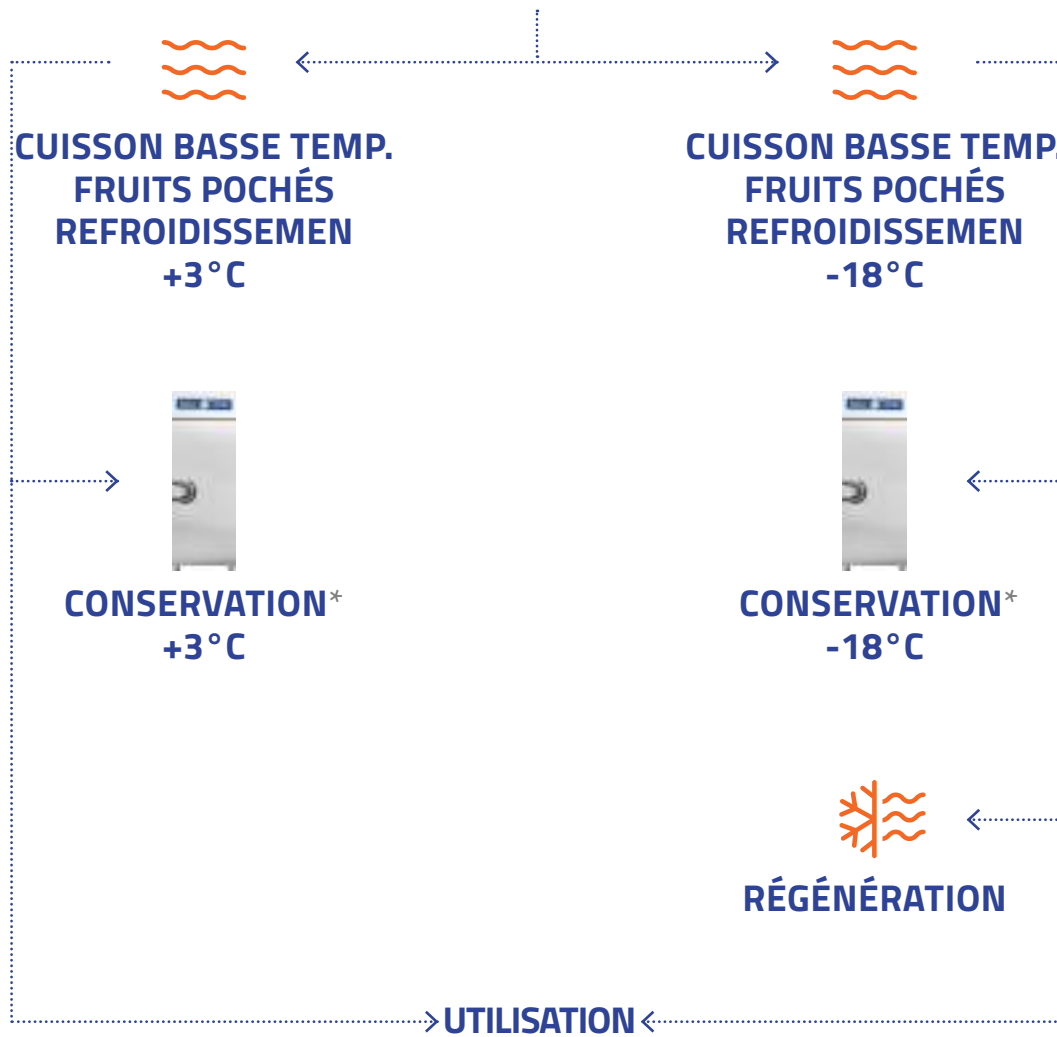 CUISSON BASSE TEMP.
FRUITS POCHÉS
REFROIDISSEMEN
+3°C
CUISSON BASSE TEMP.
FRUITS POCHÉS
REFROIDISSEMEN
-18°C
CONSERVATION*
+3°C
CONSERVATION*
-18°C
RÉGÉNÉRATION
UTILISATION